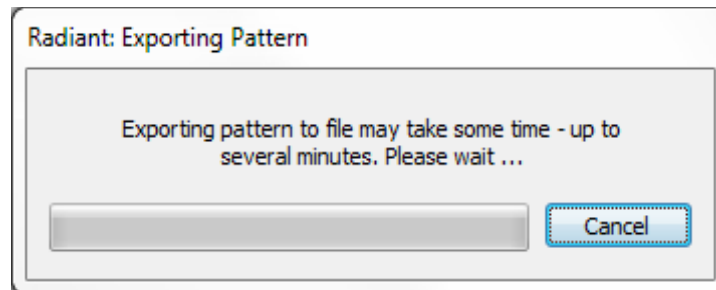 Radiant: Exporting Pattern
Exporting pattern to file may take some time - up to
several minutes. Please wait ...
Cancel